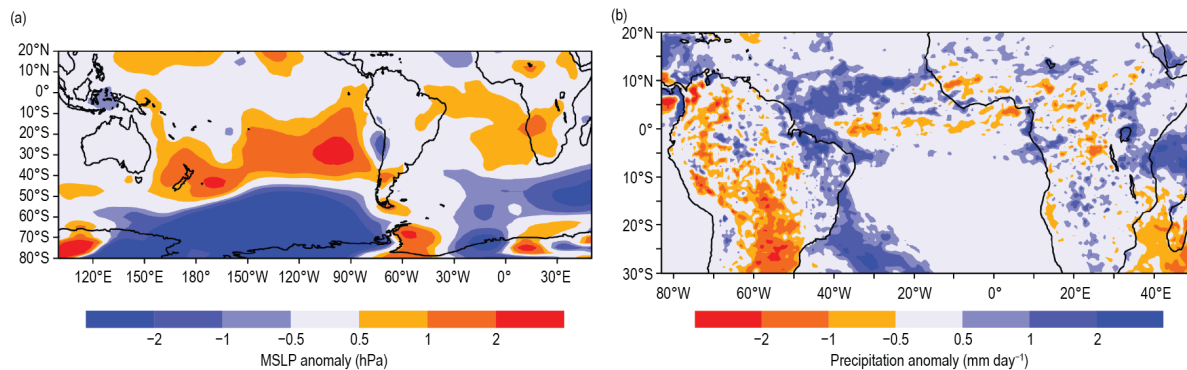 (a)
20°N
10°N
0°
10°S
20°S
30°S
40°S
50°S
60°S
70°S
80°S
120°E 150°E 180° 150°W 120°W 90°W 60°W 30°W 0° 30°E
−2 −1 −0.5 1 2
MSLP anomaly (hPa)
(b)
20°N
10°N
0°
10°S
20°S
30°S
80°W 60°W 40°W 20°W 0° 20°E 40°E
−2 −1 −0.5 0.5 1 2
Precipitation anomaly (mm day⁻¹)